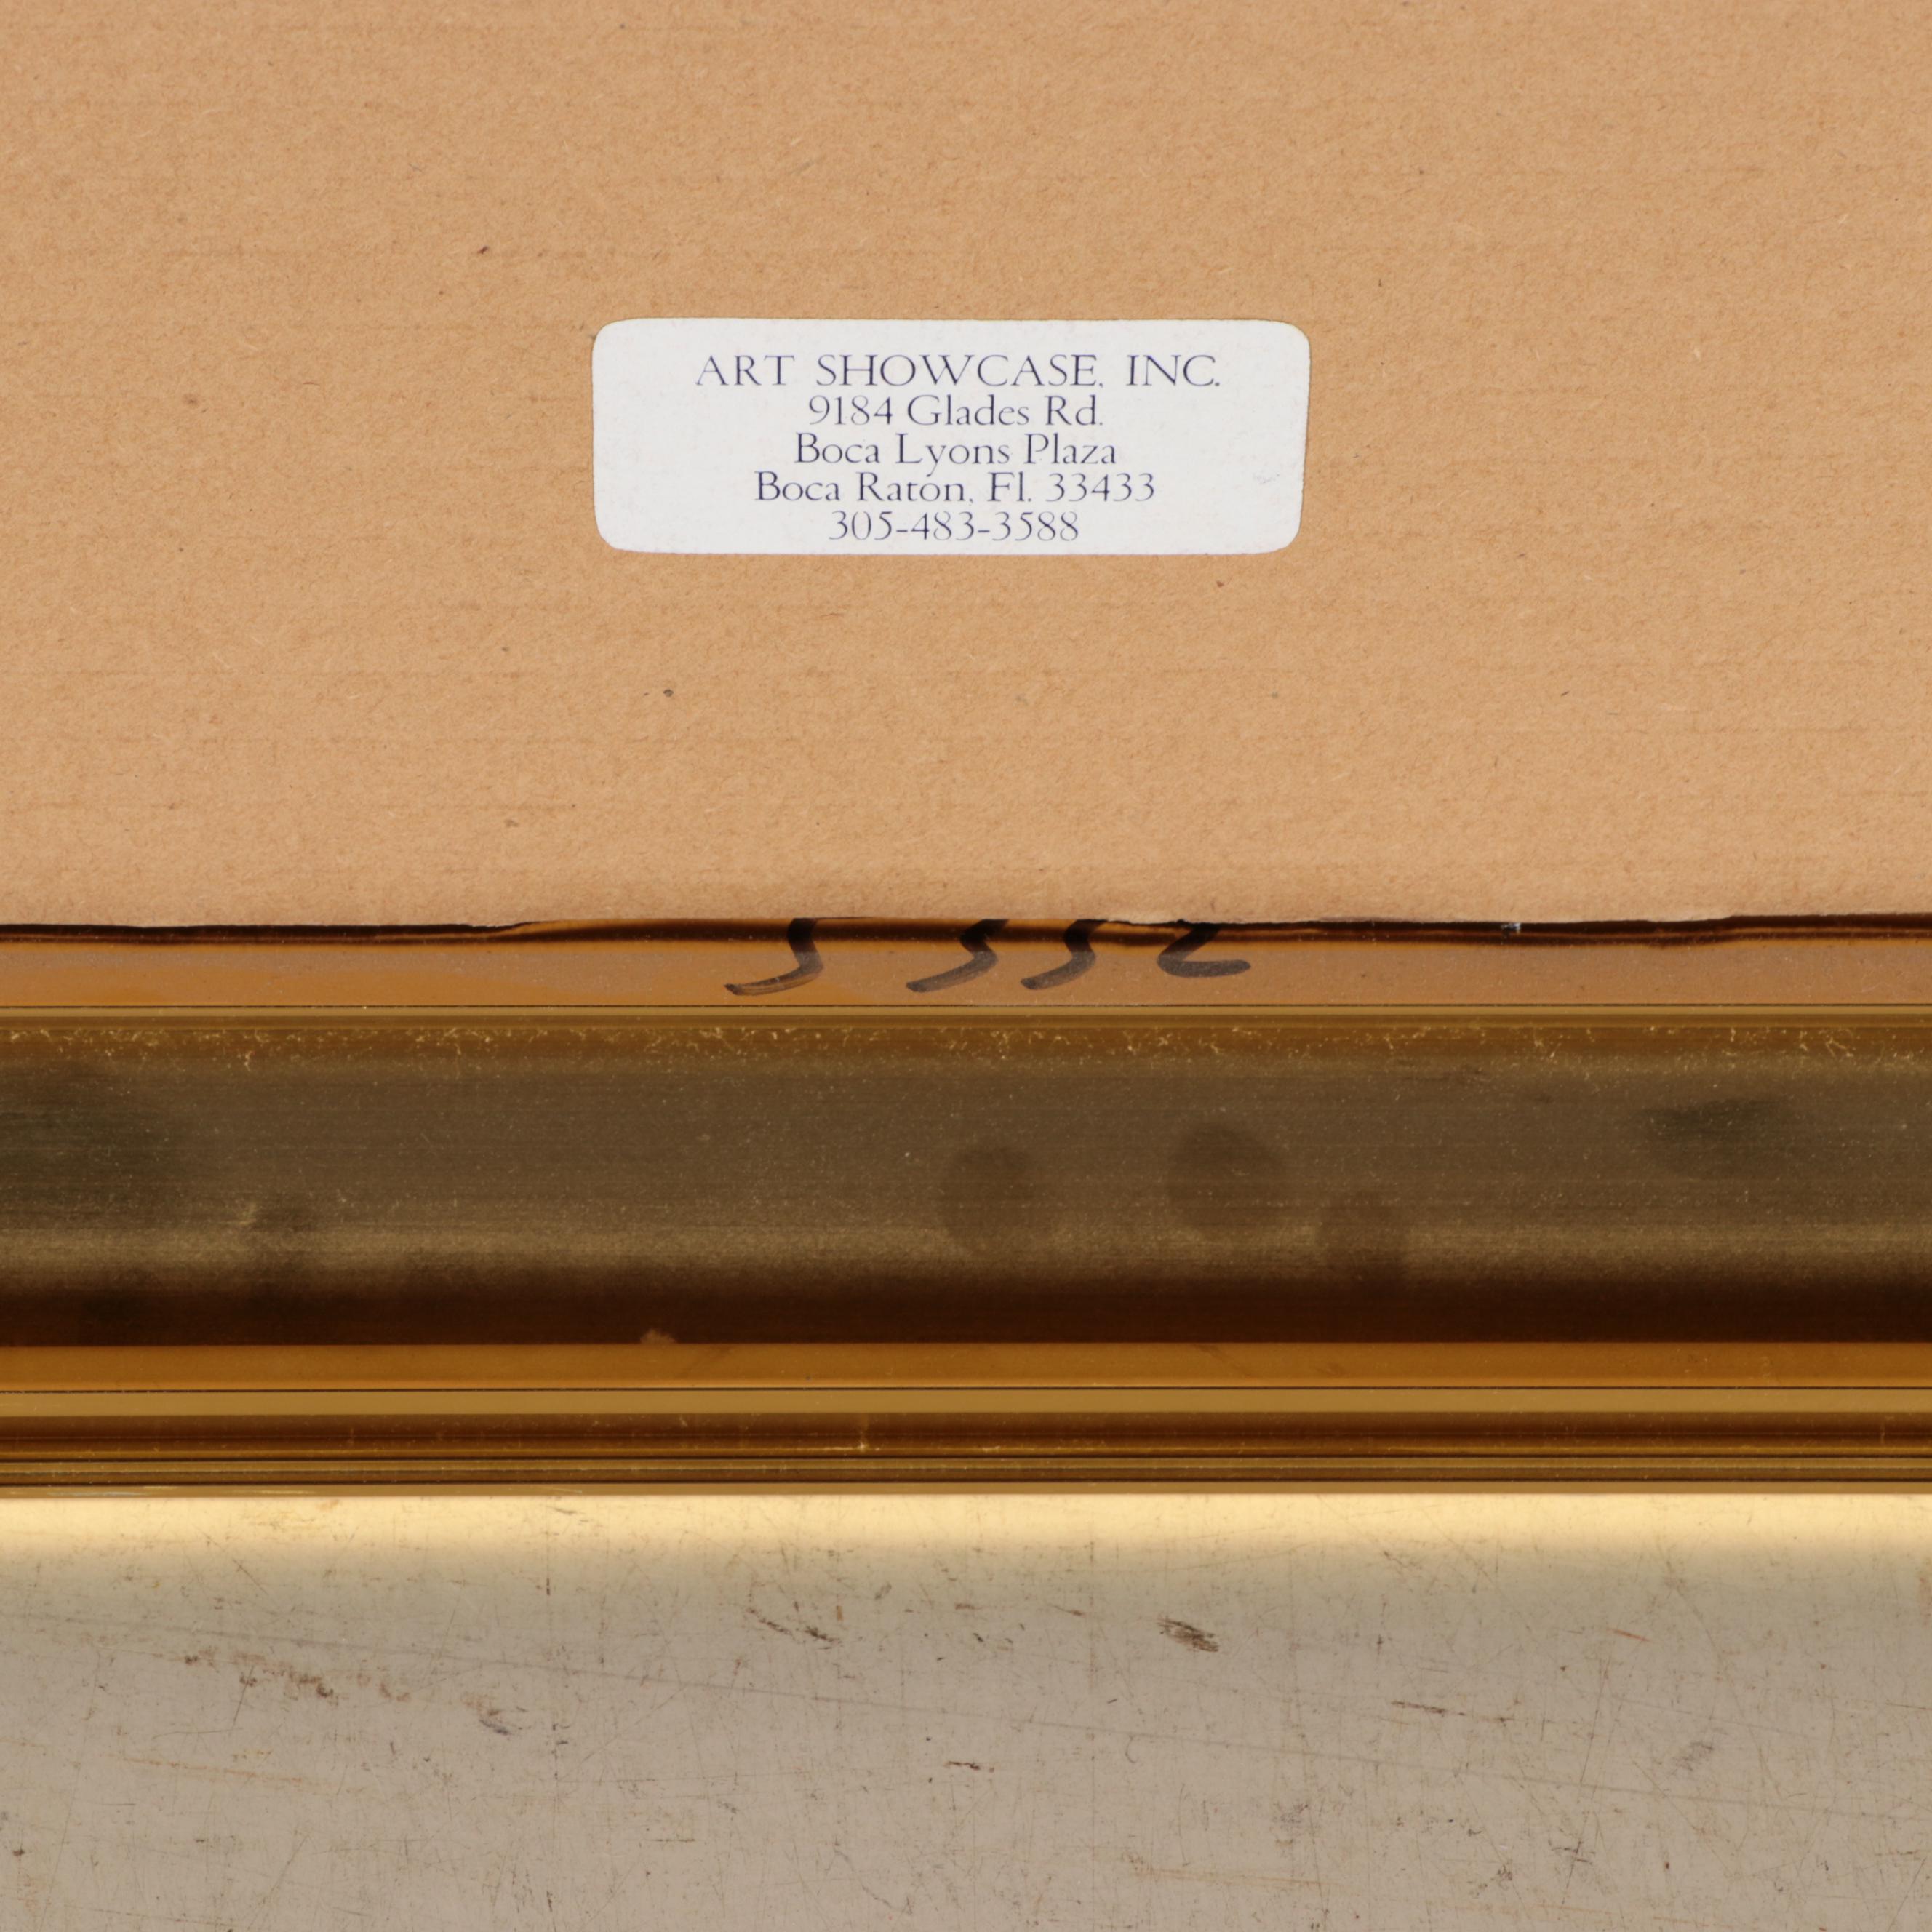 ART SHOWCASE, INC.
9184 Glades Rd.
Boca Lyons Plaza
Boca Raton, Fl. 33433
305-483-3588